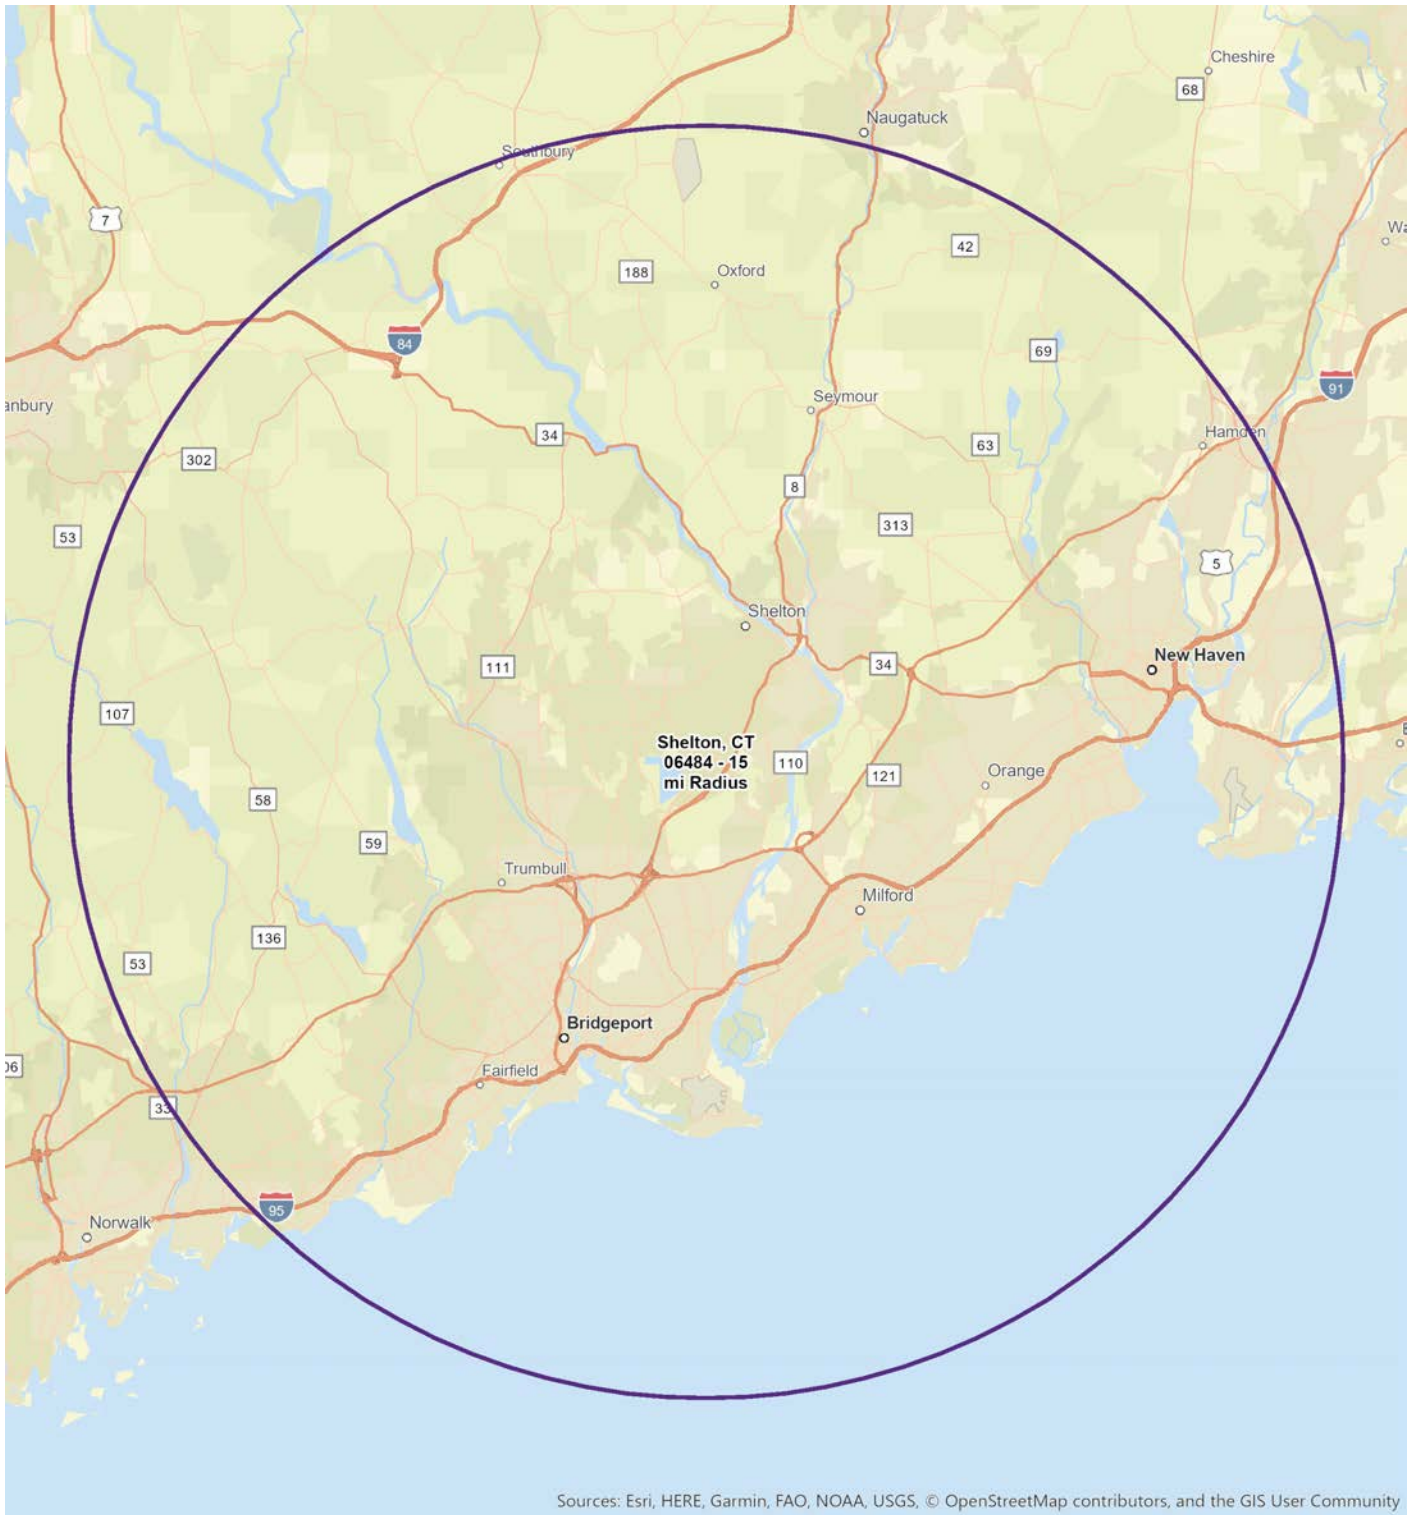 Cheshire
68
Naugatuck
Southbury
7
Wa
42
188
Oxford
84
69
91
anbury
Seymour
34
Hamden
302
63
8
53
313
5
Shelton
New Haven
111
34
107
Shelton, CT
06484 - 15
mi Radius
110
121
Orange
58
59
Trumbull
Milford
136
53
Bridgeport
06
Fairfield
33
95
Norwalk
Sources: Esri, HERE, Garmin, FAO, NOAA, USGS, © OpenStreetMap contributors, and the GIS User Community